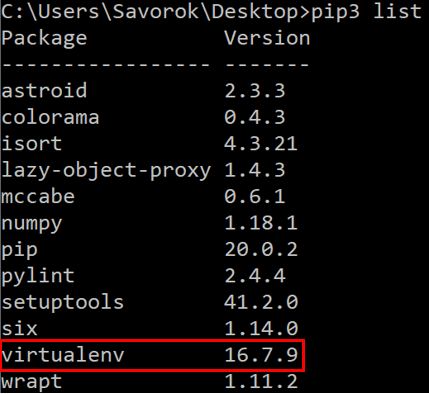 C:\Users\Savorok\Desktop>pip3 list
Package Version
----------------- -------
astroid 2.3.3
colorama 0.4.3
isort 4.3.21
lazy-object-proxy 1.4.3
mccabe 0.6.1
numpy 1.18.1
pip 20.0.2
pylint 2.4.4
setuptools 41.2.0
six 1.14.0
virtualenv 16.7.9
wrapt 1.11.2